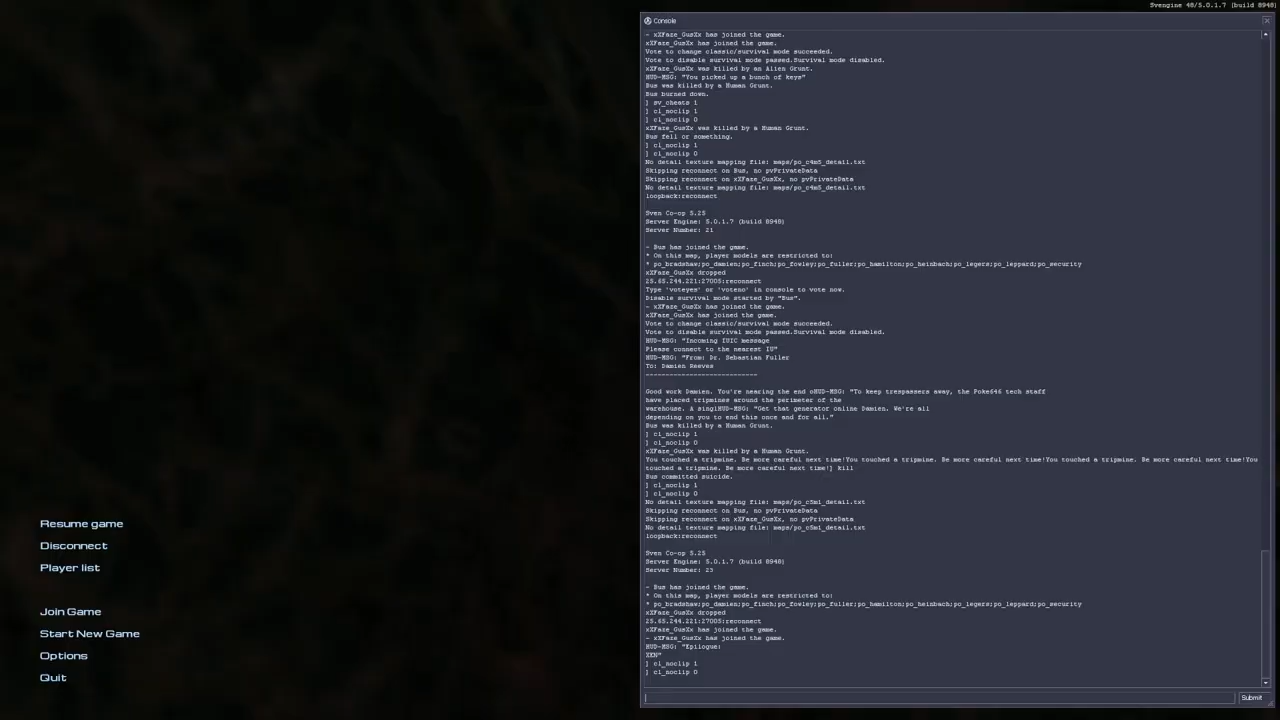 Svengine 48/5.0.1.7 (build 8948)
Console
- xXFaze_GusXx has joined the game.
xXFaze_GusXx has joined the game.
Vote to change classic/survival mode succeeded.
Vote to disable survival mode passed.Survival mode disabled.
xXFaze_GusXx was killed by an Alien Grunt.
HUD-MSG: "You picked up a bunch of keys"
Bus was killed by a Human Grunt.
Bus burned down.
] sv_cheats 1
] cl_noclip 1
] cl_noclip 0
xXFaze_GusXx was killed by a Human Grunt.
Bus fell or something.
] cl_noclip 1
] cl_noclip 0
No detail texture mapping file: maps/po_c4m5_detail.txt
Skipping reconnect on Bus, no pvPrivateData
Skipping reconnect on xXFaze_GusXx, no pvPrivateData
No detail texture mapping file: maps/po_c4m5_detail.txt
loopback:reconnect
Sven Co-op 5.25
Server Engine: 5.0.1.7 (build 8948)
Server Number: 21
- Bus has joined the game.
* On this map, player models are restricted to:
* po_bradshaw;po_damien;po_finch;po_fowley;po_fuller;po_hamilton;po_heinbach;po_legers;po_leppard;po_security
xXFaze_GusXx dropped
25.65.244.221:27005:reconnect
Type 'voteyes' or 'voteno' in console to vote now.
Disable survival mode started by "Bus".
- xXFaze_GusXx has joined the game.
xXFaze_GusXx has joined the game.
Vote to change classic/survival mode succeeded.
Vote to disable survival mode passed.Survival mode disabled.
HUD-MSG: "Incoming IUIC message
Please connect to the nearest IU"
HUD-MSG: "From: Dr. Sebastian Fuller
To: Damien Reeves
----------------------------
Good work Damien. You're nearing the end oHUD-MSG: "To keep trespassers away, the Poke646 tech staff
have placed tripmines around the perimeter of the
warehouse. A singlHUD-MSG: "Get that generator online Damien. We're all
depending on you to end this once and for all."
Bus was killed by a Human Grunt.
] cl_noclip 1
] cl_noclip 0
xXFaze_GusXx was killed by a Human Grunt.
You touched a tripmine. Be more careful next time!You touched a tripmine. Be more careful next time!You touched a tripmine. Be more careful next time!You
touched a tripmine. Be more careful next time!] kill
Bus committed suicide.
] cl_noclip 1
] cl_noclip 0
No detail texture mapping file: maps/po_c5m1_detail.txt
Skipping reconnect on Bus, no pvPrivateData
Skipping reconnect on xXFaze_GusXx, no pvPrivateData
No detail texture mapping file: maps/po_c5m1_detail.txt
loopback:reconnect
Sven Co-op 5.25
Server Engine: 5.0.1.7 (build 8948)
Server Number: 23
- Bus has joined the game.
* On this map, player models are restricted to:
* po_bradshaw;po_damien;po_finch;po_fowley;po_fuller;po_hamilton;po_heinbach;po_legers;po_leppard;po_security
xXFaze_GusXx dropped
25.65.244.221:27005:reconnect
xXFaze_GusXx has joined the game.
- xXFaze_GusXx has joined the game.
HUD-MSG: "Epilogue:
XEN"
] cl_noclip 1
] cl_noclip 0
Submit
Resume game
Disconnect
Player list
Join Game
Start New Game
Options
Quit